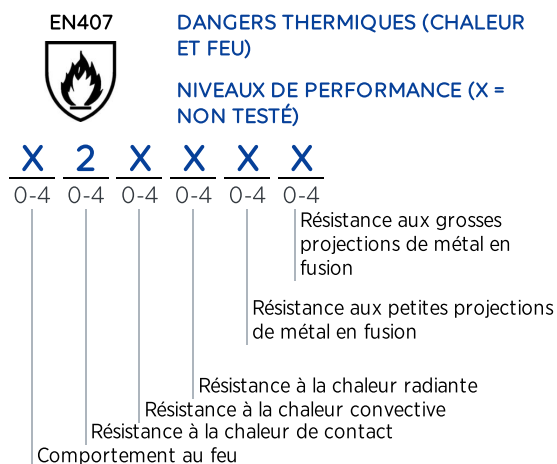 EN407
DANGERS THERMIQUES (CHALEUR
ET FEU)
NIVEAUX DE PERFORMANCE (X =
NON TESTÉ)
X 2 X X X X
0-4 0-4 0-4 0-4 0-4 0-4
Résistance aux grosses
projections de métal en
fusion
Résistance aux petites projections
de métal en fusion
Résistance à la chaleur radiante
Résistance à la chaleur convective
Résistance à la chaleur de contact
Comportement au feu